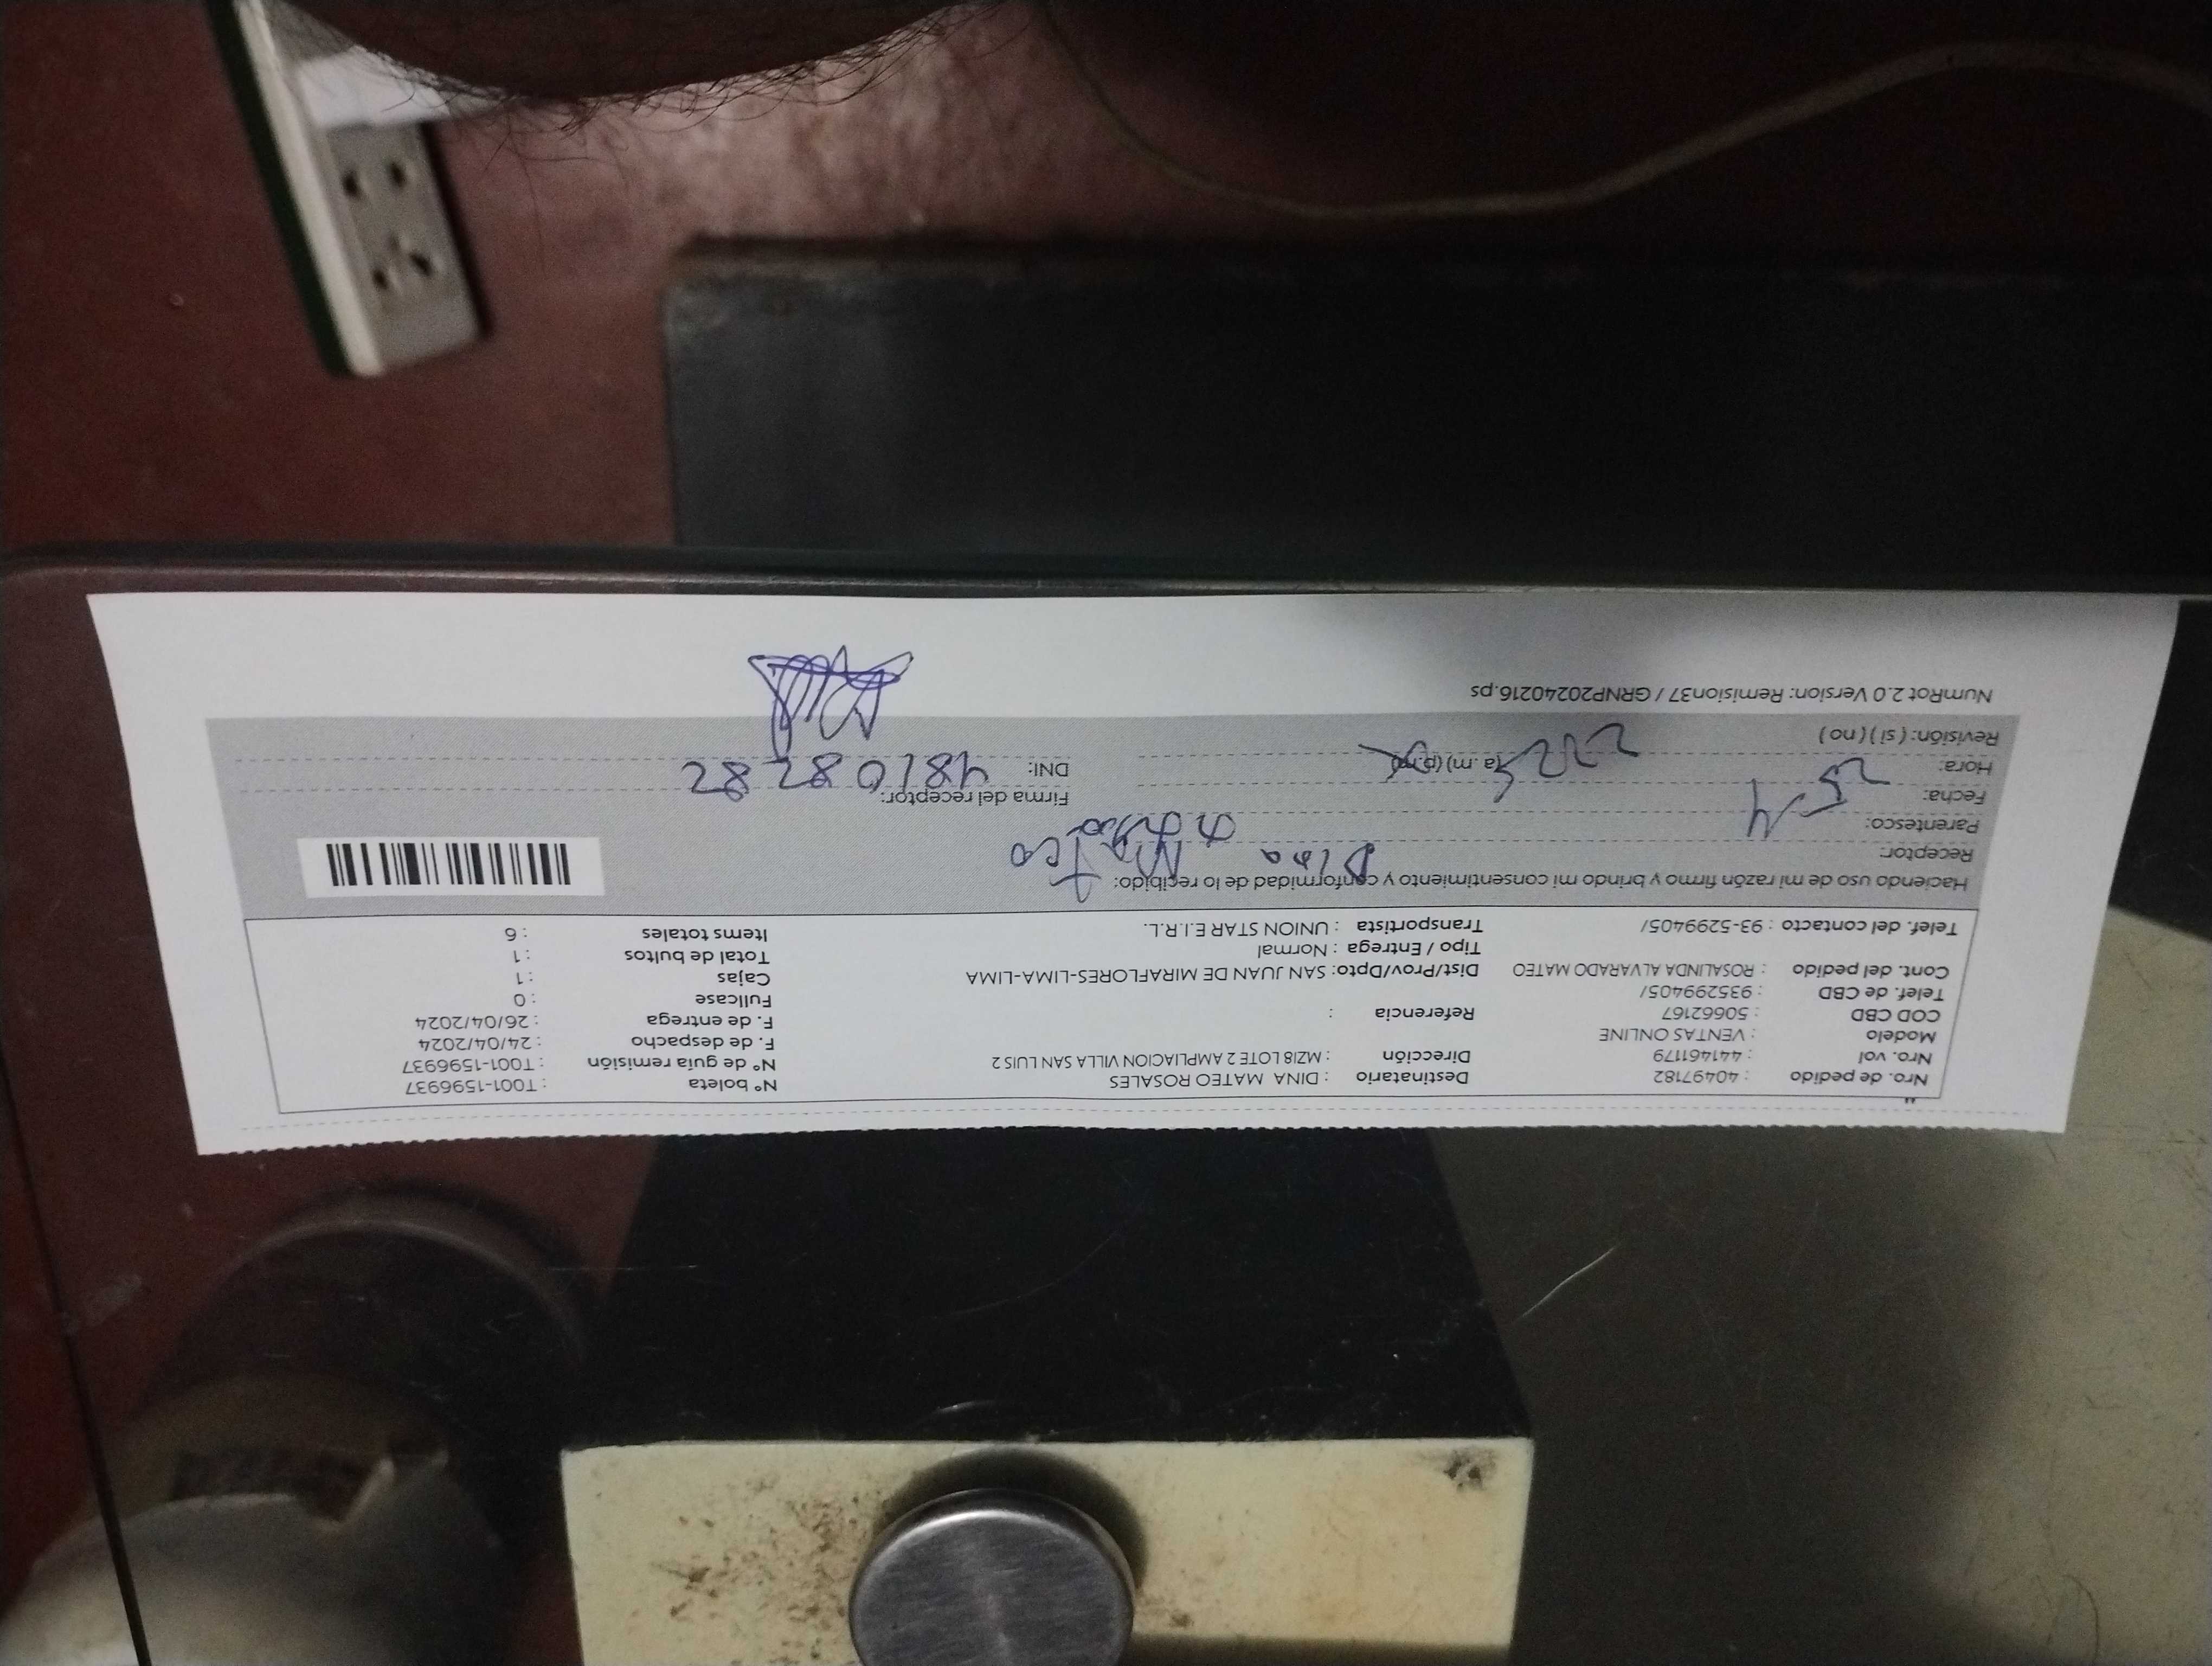 Nro. de pedido : 40497182 Destinatario : DINA MATEO ROSALES N° boleta : T001-1596937
Nro. vol : 441461179 Dirección : MZI8 LOTE 2 AMPLIACION VILLA SAN LUIS 2 N° de guía remisión : T001-1596937
Modelo : VENTAS ONLINE F. de despacho : 24/04/2024
COD CBD : 50662167 Referencia : F. de entrega : 26/04/2024
Telef. de CBD : 935299405/ Fullcase : 0
Cont. del pedido : ROSALINDA ALVARADO MATEO Dist/Prov/Dpto: SAN JUAN DE MIRAFLORES-LIMA-LIMA Cajas : 1
Tipo / Entrega : Normal Total de bultos : 1
Telef. del contacto : 93-5299405/ Transportista : UNION STAR E.I.R.L. Items totales : 6
Haciendo uso de mi razón firmo y brindo mi consentimiento y conformidad de lo recibido:
Receptor: Dina Mateo
Parentesco:
Fecha: 25-4 Firma del receptor:
Hora: (a.m) (p.m) DNI: 48108282
Revisión: ( si ) ( no )
NumRot 2.0 Version: Remision37 / GRNP20240216.ps